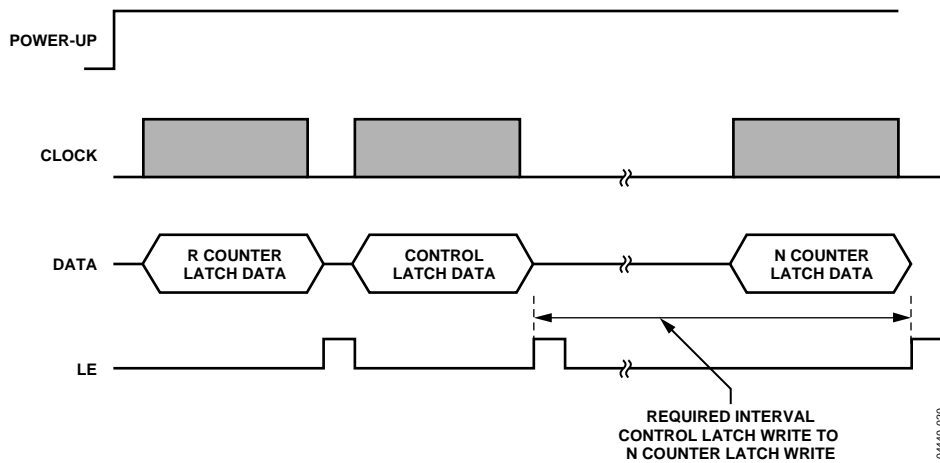 POWER-UP
CLOCK
DATA
R COUNTER
LATCH DATA
CONTROL
LATCH DATA
N COUNTER
LATCH DATA
LE
REQUIRED INTERVAL
CONTROL LATCH WRITE TO
N COUNTER LATCH WRITE